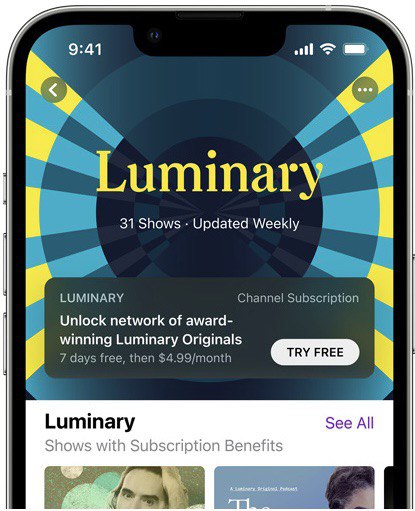 9:41
Luminary
31 Shows · Updated Weekly
LUMINARY
Channel Subscription
Unlock network of award-
winning Luminary Originals
7 days free, then $4.99/month
TRY FREE
Luminary
See All
Shows with Subscription Benefits
A Luminary Original Podcast
The